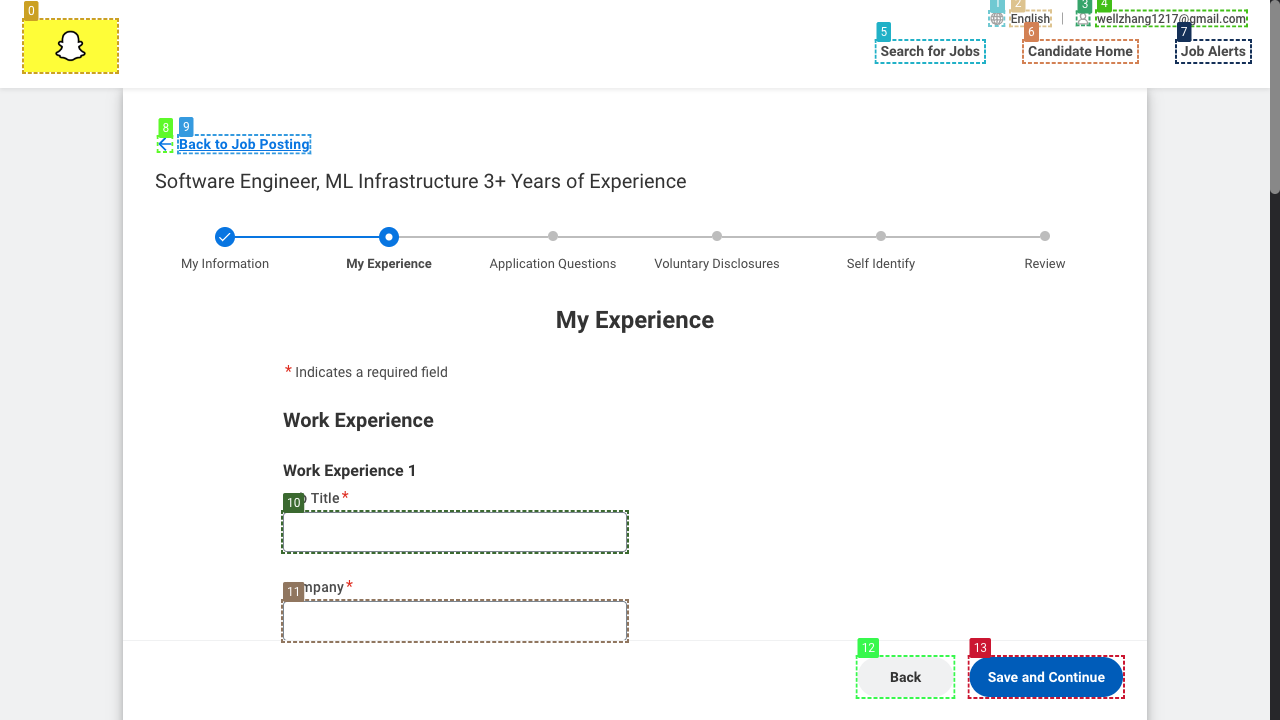 0
1
2
3
4
English
wellzhang1217@gmail.com
5
6
7
Search for Jobs
Candidate Home
Job Alerts
8
9
Back to Job Posting
Software Engineer, ML Infrastructure 3+ Years of Experience
My Information
My Experience
Application Questions
Voluntary Disclosures
Self Identify
Review
My Experience
* Indicates a required field
Work Experience
Work Experience 1
10
Title*
11
mpany*
12
13
Back
Save and Continue